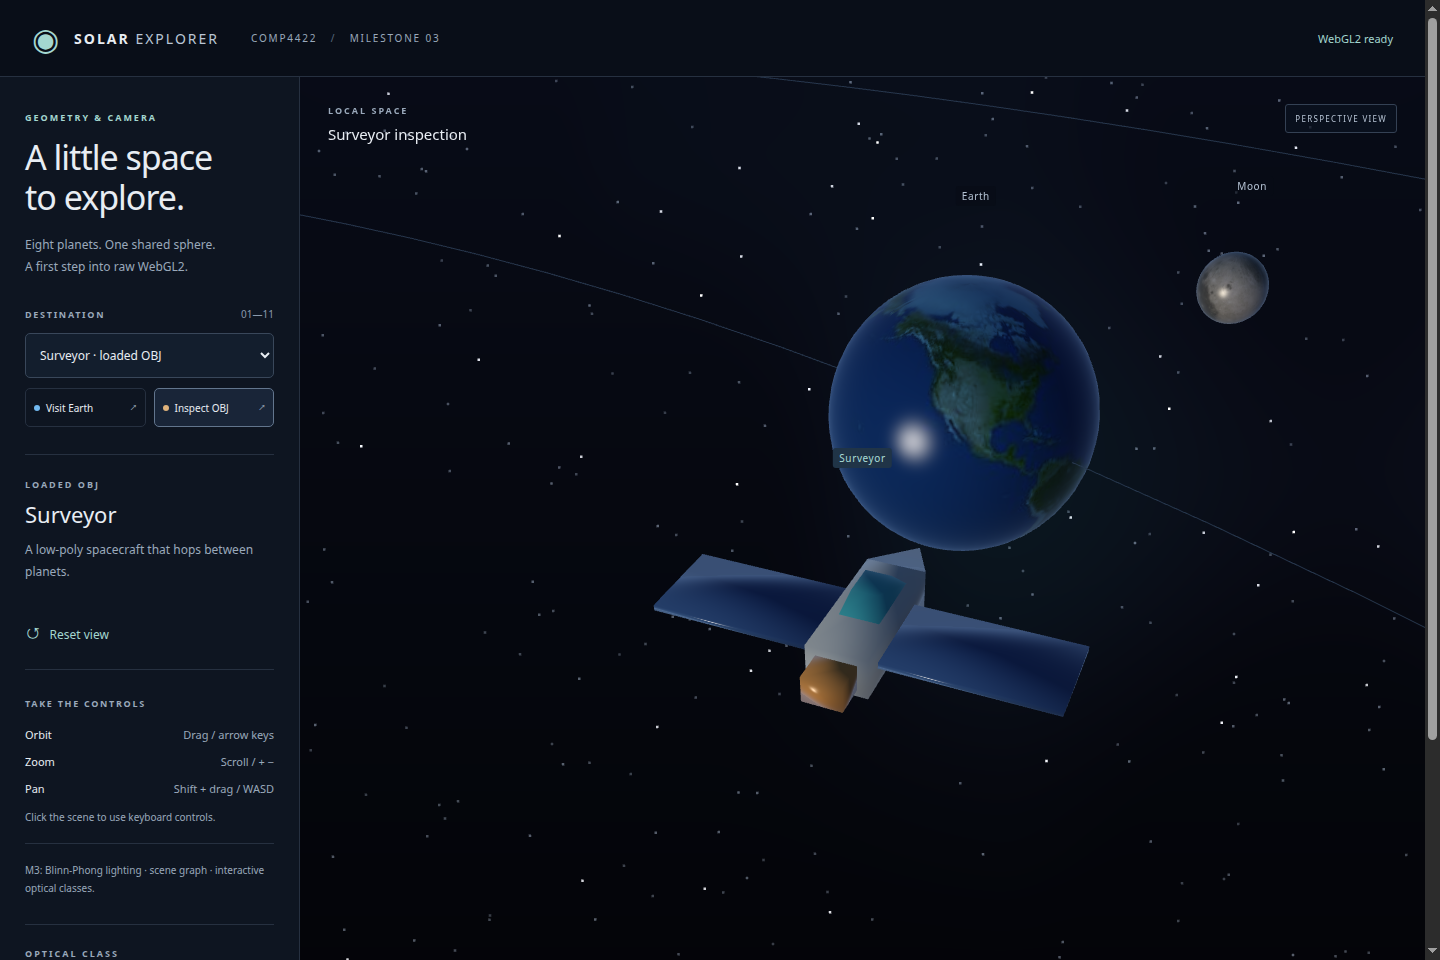 SOLAR EXPLORER
COMP4422 / MILESTONE 03
WebGL2 ready
GEOMETRY & CAMERA
A little space
to explore.
Eight planets. One shared sphere.
A first step into raw WebGL2.
DESTINATION 01—11
Surveyor · loaded OBJ
Visit Earth ↗
Inspect OBJ ↗
LOADED OBJ
Surveyor
A low-poly spacecraft that hops between
planets.
Reset view
TAKE THE CONTROLS
Orbit Drag / arrow keys
Zoom Scroll / + −
Pan Shift + drag / WASD
Click the scene to use keyboard controls.
M3: Blinn-Phong lighting · scene graph · interactive
optical classes.
OPTICAL CLASS
LOCAL SPACE
Surveyor inspection
PERSPECTIVE VIEW
Earth
Moon
Surveyor